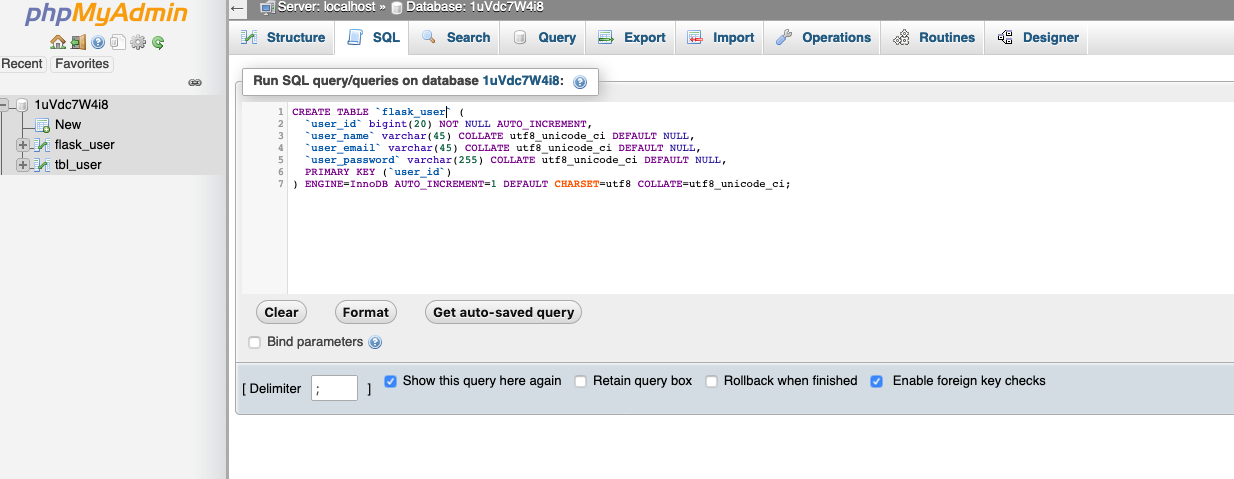 phpMyAdmin
Recent Favorites
1uVdc7W4i8
New
flask_user
tbl_user
Server: localhost » Database: 1uVdc7W4i8
Structure SQL Search Query Export Import Operations Routines Designer
Run SQL query/queries on database 1uVdc7W4i8:
1 CREATE TABLE `flask_user` (
2 `user_id` bigint(20) NOT NULL AUTO_INCREMENT,
3 `user_name` varchar(45) COLLATE utf8_unicode_ci DEFAULT NULL,
4 `user_email` varchar(45) COLLATE utf8_unicode_ci DEFAULT NULL,
5 `user_password` varchar(255) COLLATE utf8_unicode_ci DEFAULT NULL,
6 PRIMARY KEY (`user_id`)
7 ) ENGINE=InnoDB AUTO_INCREMENT=1 DEFAULT CHARSET=utf8 COLLATE=utf8_unicode_ci;
Clear Format Get auto-saved query
Bind parameters
[ Delimiter ; ] Show this query here again Retain query box Rollback when finished Enable foreign key checks